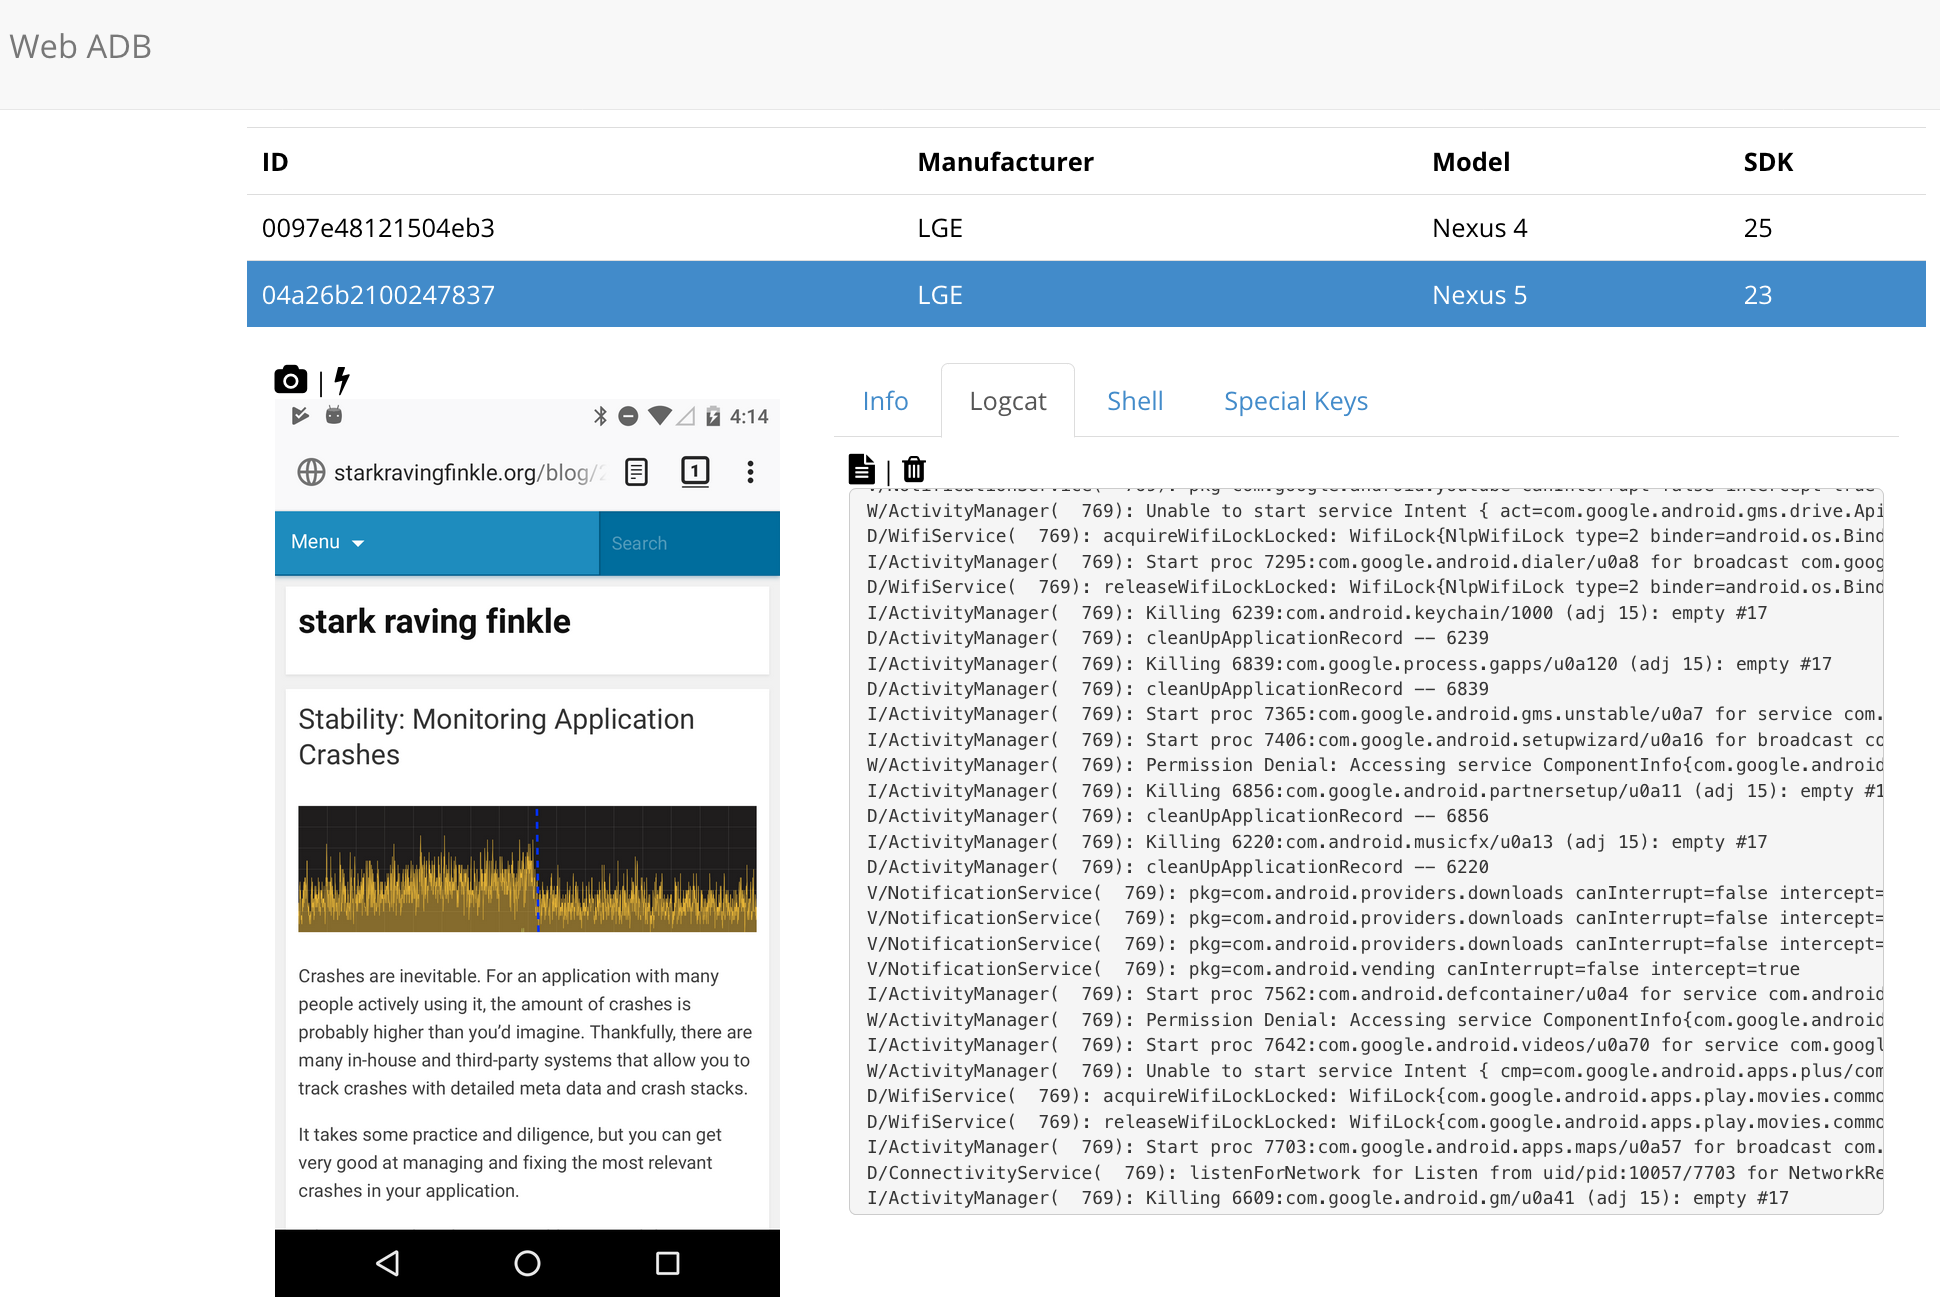 Web ADB
ID Manufacturer Model SDK
0097e48121504eb3 LGE Nexus 4 25
04a26b2100247837 LGE Nexus 5 23
|
4:14
starkravingfinkle.org/blog/ 1
Menu Search
stark raving finkle
Stability: Monitoring Application
Crashes
Crashes are inevitable. For an application with many
people actively using it, the amount of crashes is
probably higher than you’d imagine. Thankfully, there are
many in-house and third-party systems that allow you to
track crashes with detailed meta data and crash stacks.
It takes some practice and diligence, but you can get
very good at managing and fixing the most relevant
crashes in your application.
Info Logcat Shell Special Keys
|
W/ActivityManager(  769): Unable to start service Intent { act=com.google.android.gms.drive.Api
D/WifiService(  769): acquireWifiLockLocked: WifiLock{NlpWifiLock type=2 binder=android.os.Bind
I/ActivityManager(  769): Start proc 7295:com.google.android.dialer/u0a8 for broadcast com.goog
D/WifiService(  769): releaseWifiLockLocked: WifiLock{NlpWifiLock type=2 binder=android.os.Bind
I/ActivityManager(  769): Killing 6239:com.android.keychain/1000 (adj 15): empty #17
D/ActivityManager(  769): cleanUpApplicationRecord -- 6239
I/ActivityManager(  769): Killing 6839:com.google.process.gapps/u0a120 (adj 15): empty #17
D/ActivityManager(  769): cleanUpApplicationRecord -- 6839
I/ActivityManager(  769): Start proc 7365:com.google.android.gms.unstable/u0a7 for service com.
I/ActivityManager(  769): Start proc 7406:com.google.android.setupwizard/u0a16 for broadcast co
W/ActivityManager(  769): Permission Denial: Accessing service ComponentInfo{com.google.android
I/ActivityManager(  769): Killing 6856:com.google.android.partnersetup/u0a11 (adj 15): empty #1
D/ActivityManager(  769): cleanUpApplicationRecord -- 6856
I/ActivityManager(  769): Killing 6220:com.android.musicfx/u0a13 (adj 15): empty #17
D/ActivityManager(  769): cleanUpApplicationRecord -- 6220
V/NotificationService(  769): pkg=com.android.providers.downloads canInterrupt=false intercept=
V/NotificationService(  769): pkg=com.android.providers.downloads canInterrupt=false intercept=
V/NotificationService(  769): pkg=com.android.providers.downloads canInterrupt=false intercept=
V/NotificationService(  769): pkg=com.android.vending canInterrupt=false intercept=true
I/ActivityManager(  769): Start proc 7562:com.android.defcontainer/u0a4 for service com.android
W/ActivityManager(  769): Permission Denial: Accessing service ComponentInfo{com.google.android
I/ActivityManager(  769): Start proc 7642:com.google.android.videos/u0a70 for service com.googl
W/ActivityManager(  769): Unable to start service Intent { cmp=com.google.android.apps.plus/com
D/WifiService(  769): acquireWifiLockLocked: WifiLock{com.google.android.apps.play.movies.commo
D/WifiService(  769): releaseWifiLockLocked: WifiLock{com.google.android.apps.play.movies.commo
I/ActivityManager(  769): Start proc 7703:com.google.android.apps.maps/u0a57 for broadcast com.
D/ConnectivityService(  769): listenForNetwork for Listen from uid/pid:10057/7703 for NetworkRe
I/ActivityManager(  769): Killing 6609:com.google.android.gm/u0a41 (adj 15): empty #17